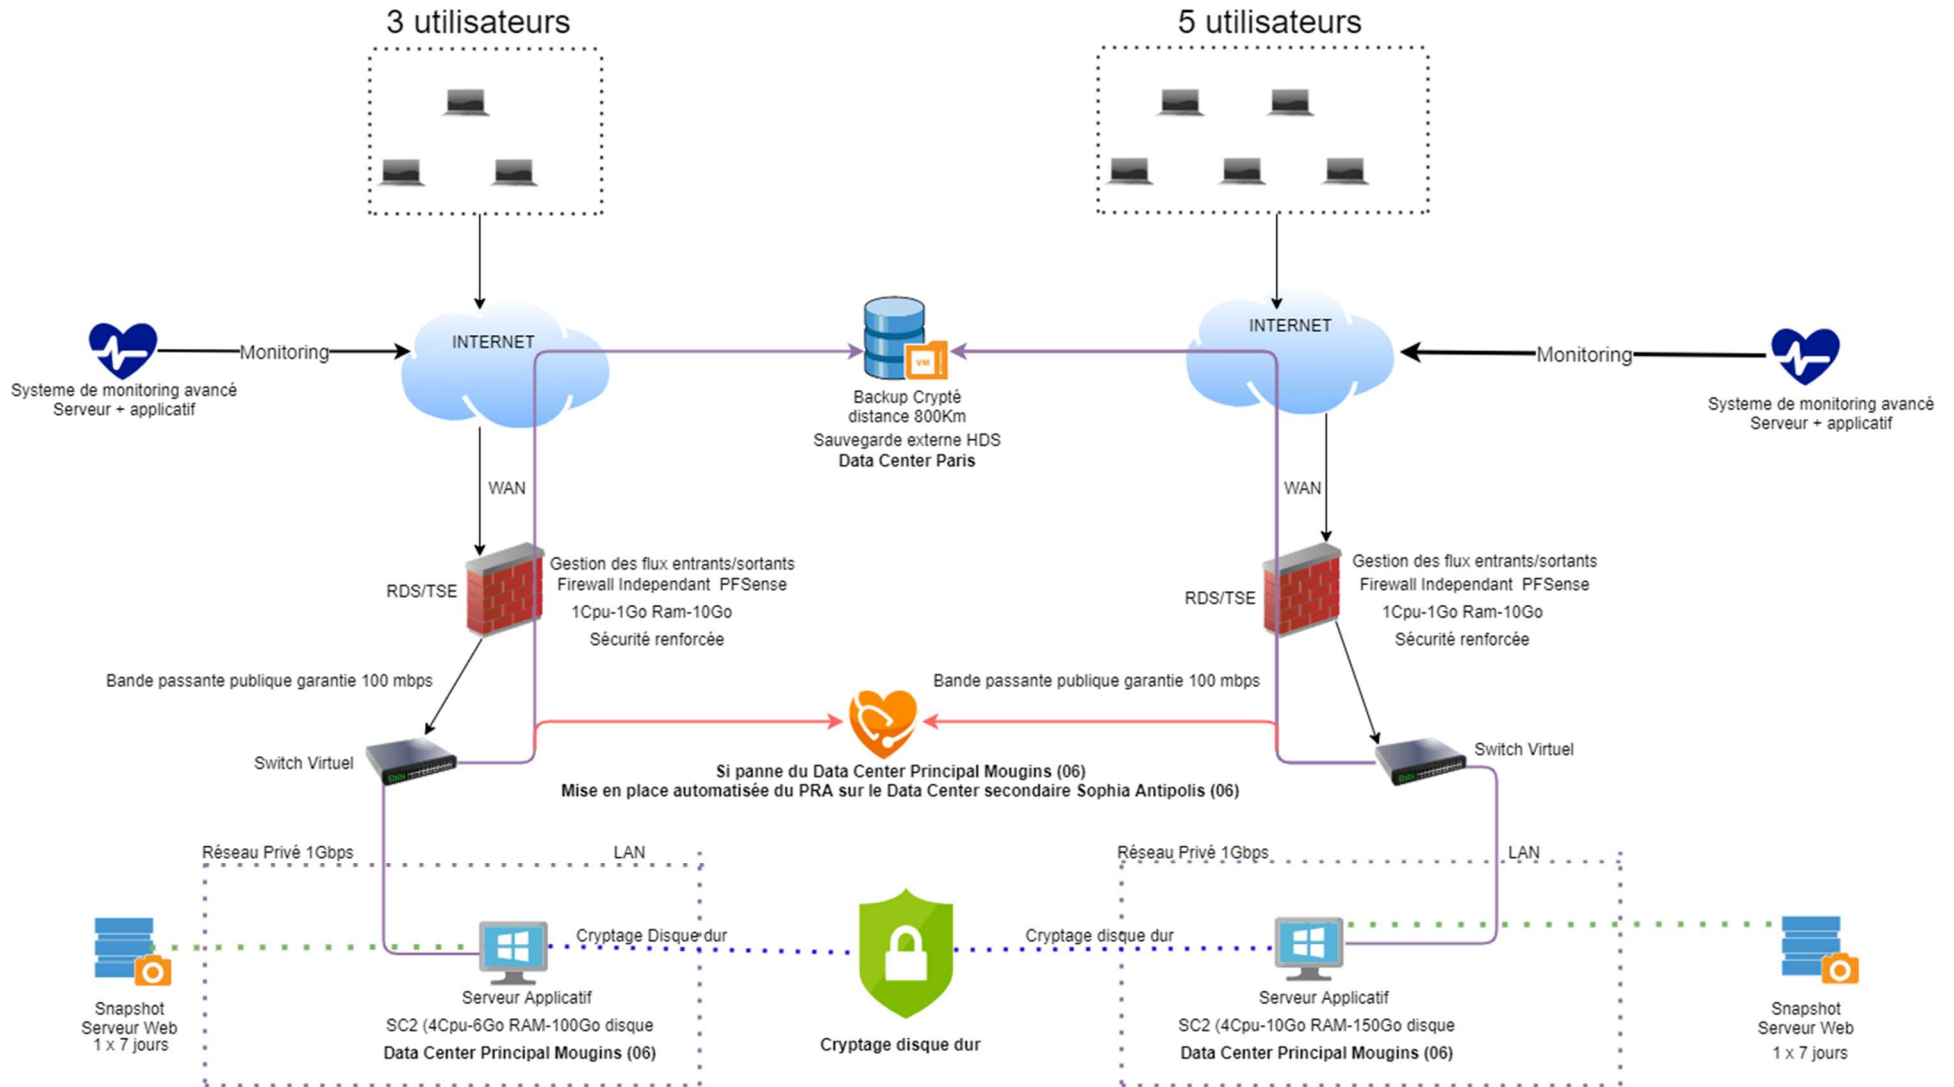 3 utilisateurs
5 utilisateurs
INTERNET
INTERNET
Monitoring
Monitoring
Systeme de monitoring avancé
Serveur + applicatif
VM
Backup Crypté
distance 800Km
Sauvegarde externe HDS
Data Center Paris
Systeme de monitoring avancé
Serveur + applicatif
WAN
WAN
RDS/TSE
Gestion des flux entrants/sortants
Firewall Independant PFSense
1Cpu-1Go Ram-10Go
Sécurité renforcée
RDS/TSE
Gestion des flux entrants/sortants
Firewall Independant PFSense
1Cpu-1Go Ram-10Go
Sécurité renforcée
Bande passante publique garantie 100 mbps
Bande passante publique garantie 100 mbps
Switch Virtuel
Switch Virtuel
Si panne du Data Center Principal Mougins (06)
Mise en place automatisée du PRA sur le Data Center secondaire Sophia Antipolis (06)
Réseau Privé 1Gbps
LAN
Réseau Privé 1Gbps
LAN
Cryptage Disque dur
Cryptage disque dur
Snapshot
Serveur Web
1 x 7 jours
Serveur Applicatif
SC2 (4Cpu-6Go RAM-100Go disque
Data Center Principal Mougins (06)
Cryptage disque dur
Serveur Applicatif
SC2 (4Cpu-10Go RAM-150Go disque
Data Center Principal Mougins (06)
Snapshot
Serveur Web
1 x 7 jours